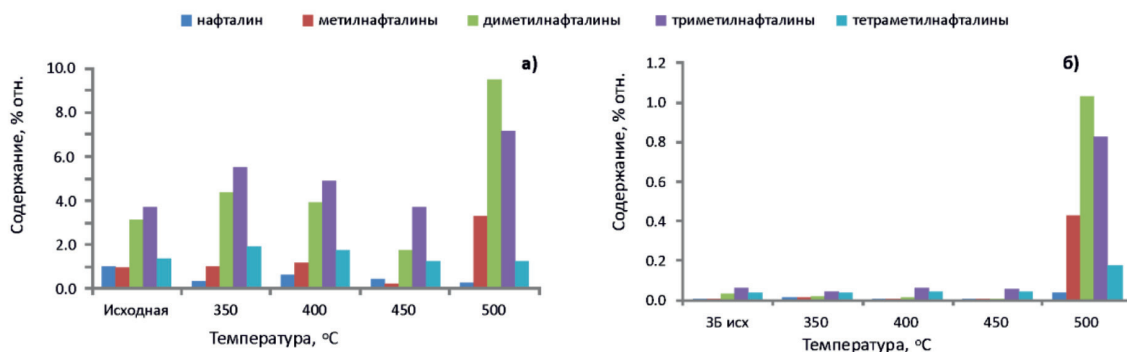 нафталин метилнафталины диметилнафталины триметилнафталины тетраметилнафталины
а)
Содержание, % отн.
10.0
8.0
6.0
4.0
2.0
0.0
Исходная 350 400 450 500
Температура, °С
б)
Содержание, % отн.
1.2
1.0
0.8
0.6
0.4
0.2
0.0
3Б исх 350 400 450 500
Температура, °С